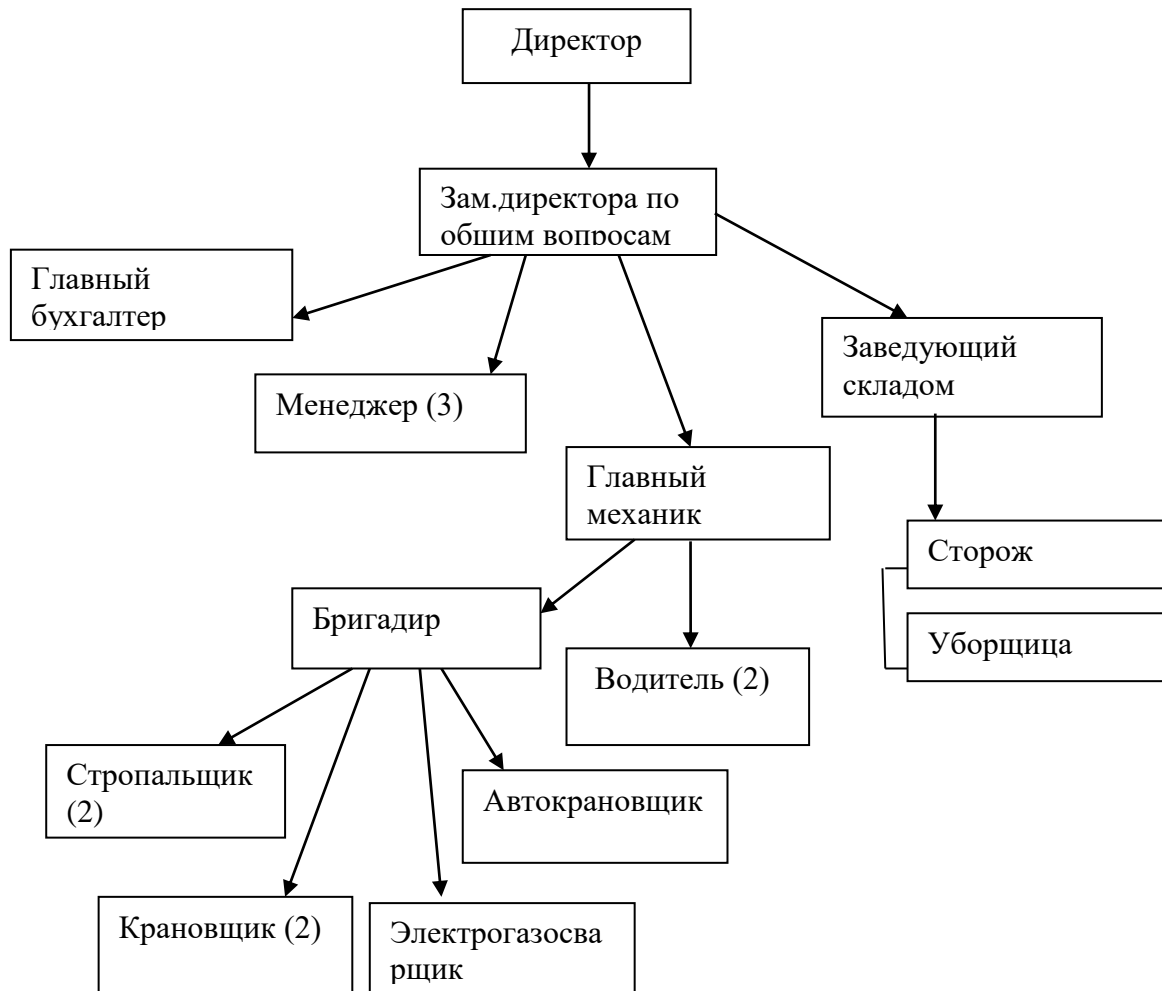 Директор
Зам.директора по
обшим вопросам
Главный
бухгалтер
Заведующий
складом
Менеджер (3)
Главный
механик
Сторож
Бригадир
Уборщица
Водитель (2)
Стропальщик
(2)
Автокрановщик
Крановщик (2)
Электрогазосва
рщик